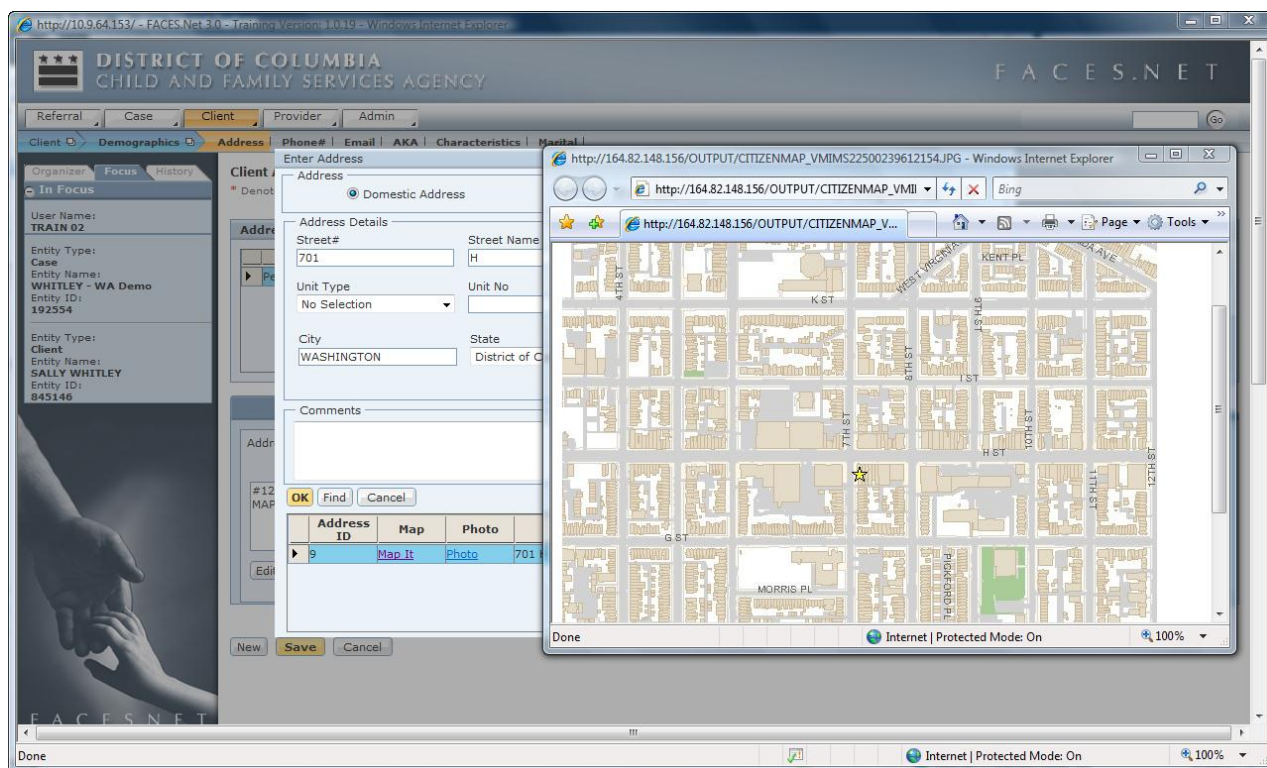 http://10.9.64.153/ - FACES.Net 3.0 - Training Version: 1.0.19 - Windows Internet Explorer
DISTRICT OF COLUMBIA
CHILD AND FAMILY SERVICES AGENCY
FACES.NET
Referral Case Client Provider Admin Go
Client Demographics Address Phone# Email AKA Characteristics Marital
Organizer Focus History
In Focus
User Name:
TRAIN 02
Entity Type:
Case
Entity Name:
WHITLEY - WA Demo
Entity ID:
192554
Entity Type:
Client
Entity Name:
SALLY WHITLEY
Entity ID:
845146
FACES.NET
Client
* Denot
Addre
Pe
Addr
#12
MAP
Edi
New Save Cancel
Enter Address
Address
Domestic Address
Address Details
Street# Street Name
701 H
Unit Type Unit No
No Selection
City State
WASHINGTON District of C
Comments
OK Find Cancel
Address ID Map Photo
9 Map It Photo 701
http://164.82.148.156/OUTPUT/CITIZENMAP_VMIMS22500239612154.JPG - Windows Internet Explorer
http://164.82.148.156/OUTPUT/CITIZENMAP_VMI Bing
http://164.82.148.156/OUTPUT/CITIZENMAP_V... Page Tools
WEST VIRGINIA
KENT PL
DA AVE
4TH ST
K ST
9TH ST
8TH ST
I ST
7TH ST
10TH ST
H ST
12TH ST
11TH ST
G ST
PICKFORD PL
MORRIS PL
Done Internet | Protected Mode: On 100%
Done Internet | Protected Mode: On 100%